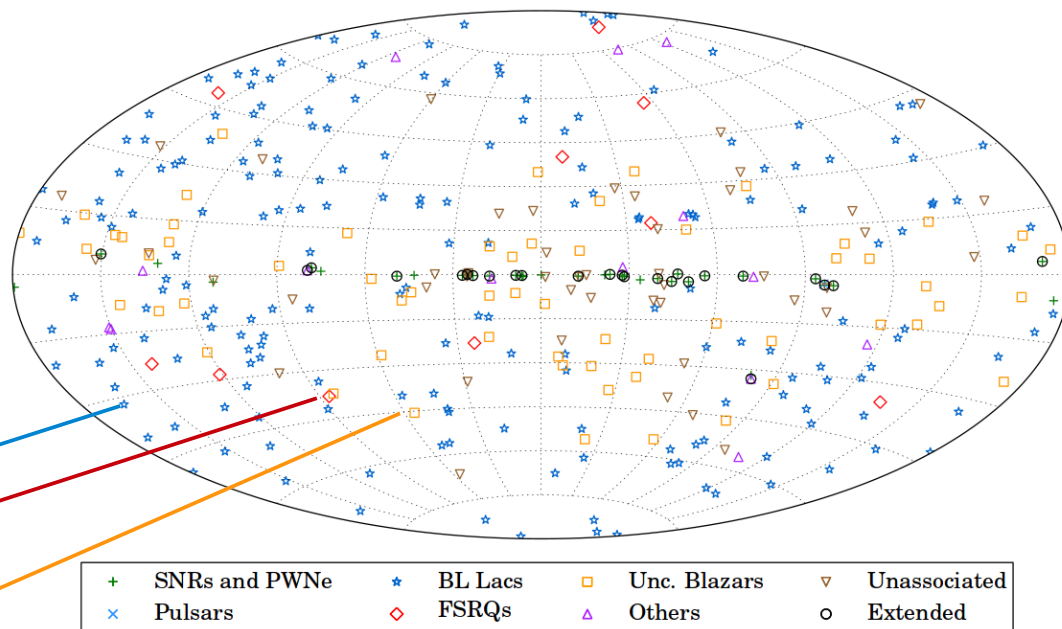 SNRs and PWNe BL Lacs Unc. Blazars Unassociated
Pulsars FSRQs Others Extended